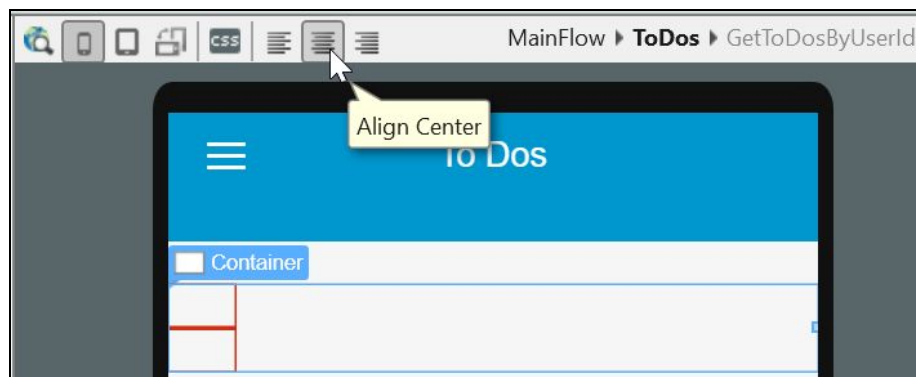 css
MainFlow ▸ ToDos ▸ GetToDosByUserId
Align Center
To Dos
Container